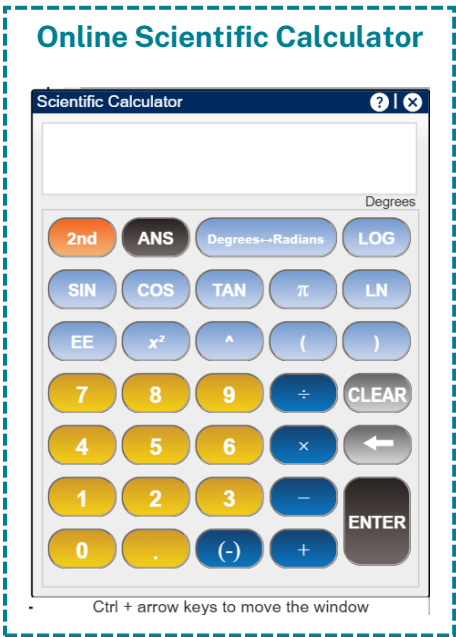 Online Scientific Calculator
Scientific Calculator ? | ×
Degrees
2nd ANS Degrees↔Radians LOG
SIN COS TAN π LN
EE x² ^ ( )
7 8 9 ÷ CLEAR
4 5 6 ×
1 2 3 −
ENTER
0 . (-) +
Ctrl + arrow keys to move the window